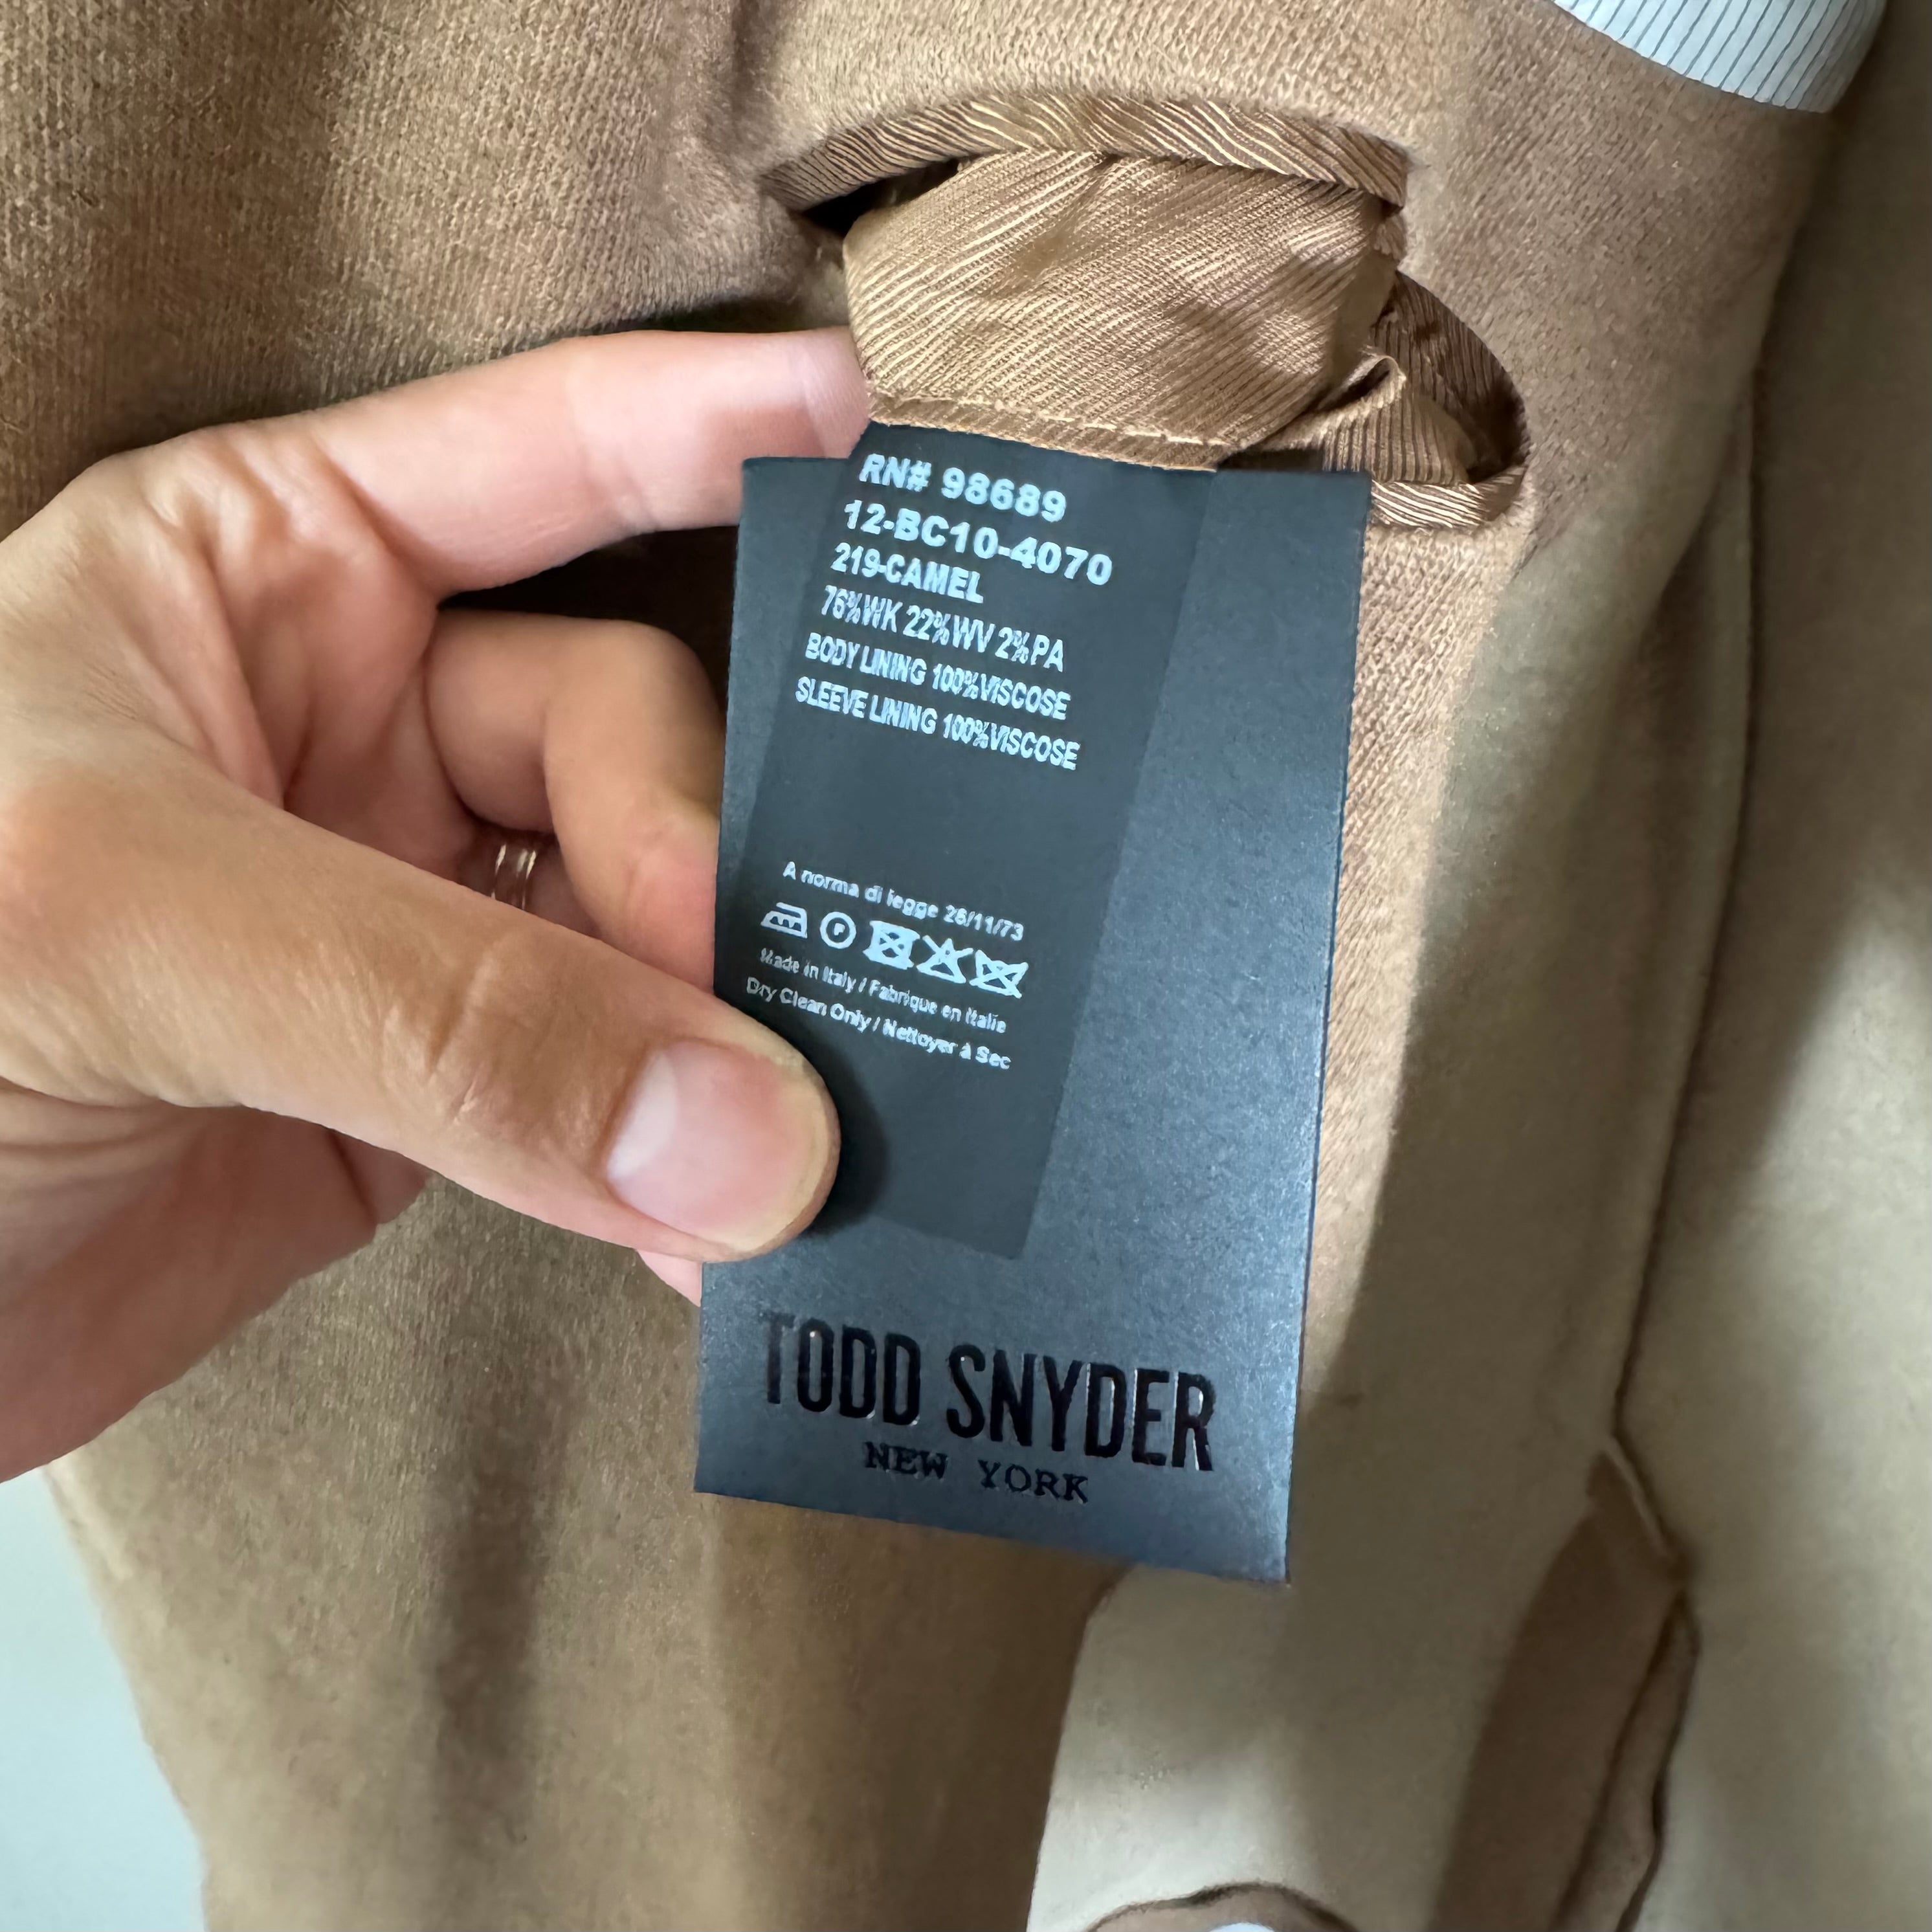 RN# 98689
12-BC10-4070
219-CAMEL
76%WK 22%WV 2%PA
BODY LINING 100%VISCOSE
SLEEVE LINING 100%VISCOSE
A norma di legge 26/11/73
P
Made in Italy / Fabrique en Italie
Dry Clean Only / Nettoyer à Sec
TODD SNYDER
NEW YORK